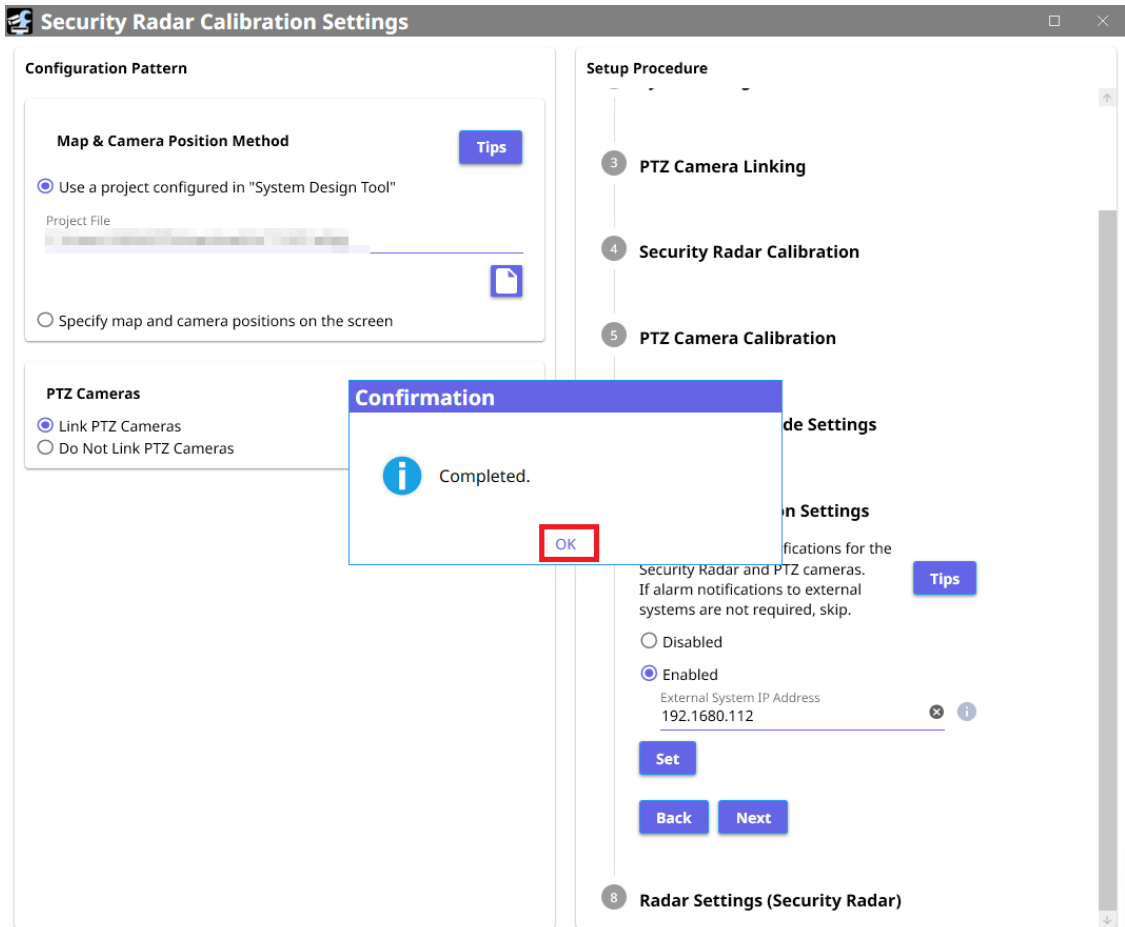 Security Radar Calibration Settings
Configuration Pattern
Map & Camera Position Method
Tips
Use a project configured in "System Design Tool"
Project File
Specify map and camera positions on the screen
PTZ Cameras
Link PTZ Cameras
Do Not Link PTZ Cameras
Setup Procedure
3 PTZ Camera Linking
4 Security Radar Calibration
5 PTZ Camera Calibration
de Settings
n Settings
fications for the
Security Radar and PTZ cameras.
If alarm notifications to external
systems are not required, skip.
Tips
Disabled
Enabled
External System IP Address
192.1680.112
Set
Back
Next
8 Radar Settings (Security Radar)
Confirmation
Completed.
OK